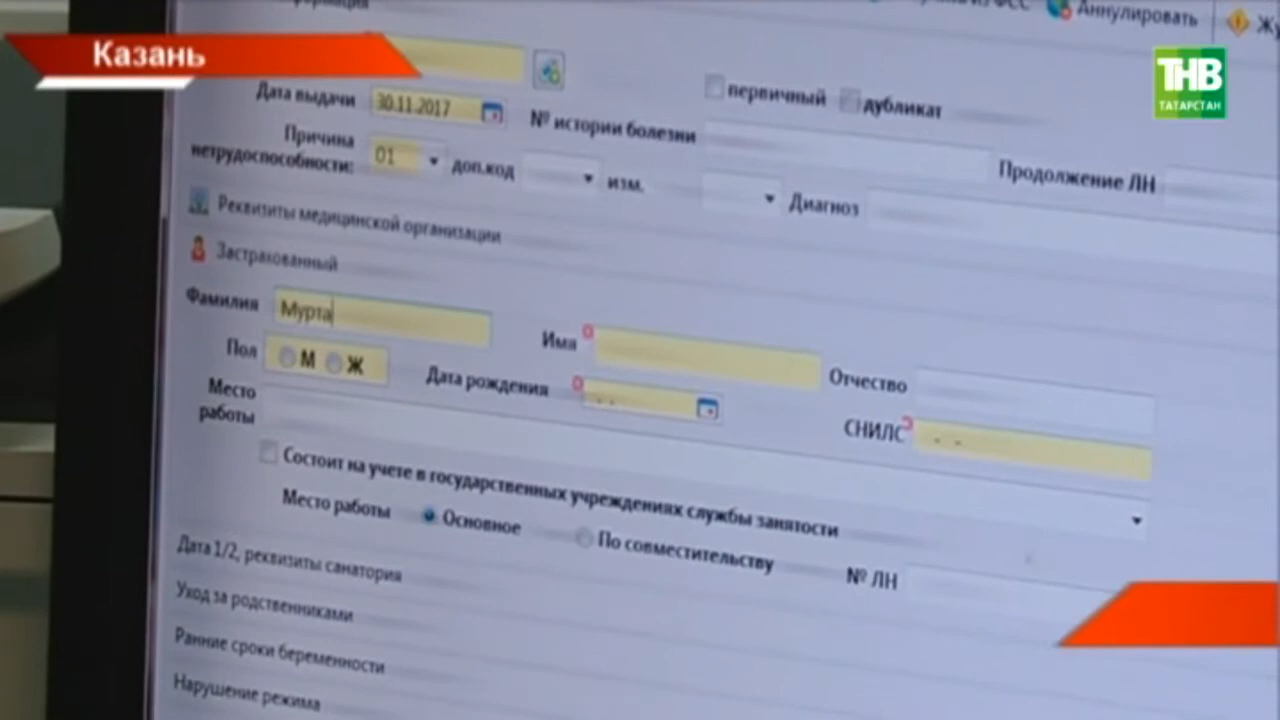 Казань
Аннулировать
ТНВ
ТАТАРСТАН
Дата выдачи 30.11.2017 № истории болезни первичный дубликат
Причина нетрудоспособности: 01 доп.код изм. Диагноз Продолжение ЛН
Реквизиты медицинской организации
Застрахованный
Фамилия Мурта Имя Отчество
Пол М Ж Дата рождения СНИЛС
Место
работы
Состоит на учете в государственных учреждениях службы занятости
Место работы Основное По совместительству № ЛН
Дата 1/2, реквизиты санатория
Уход за родственниками
Ранние сроки беременности
Нарушение режима